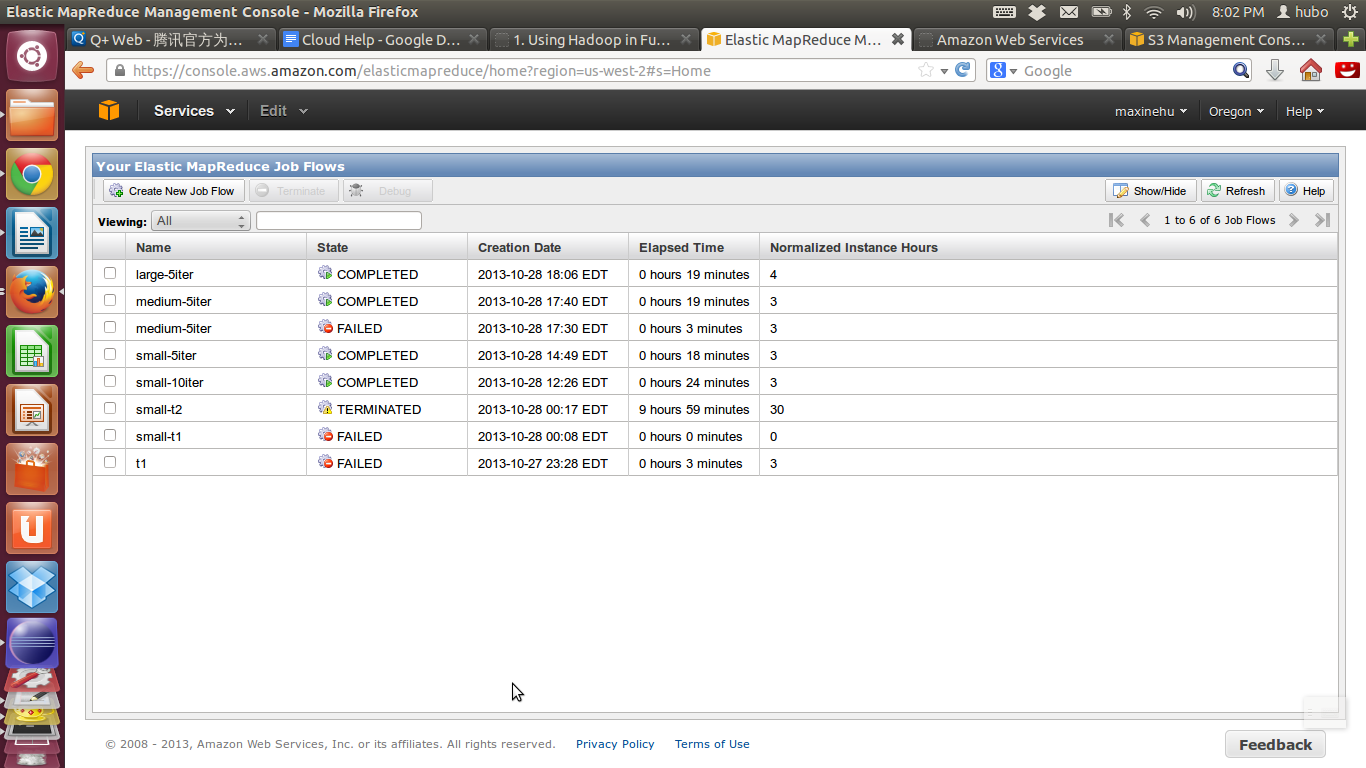 Elastic MapReduce Management Console - Mozilla Firefox
8:02 PM hubo
Q+ Web - 腾讯官方为... Cloud Help - Google D... 1. Using Hadoop in Fu... Elastic MapReduce M... Amazon Web Services S3 Management Cons...
https://console.aws.amazon.com/elasticmapreduce/home?region=us-west-2#s=Home
Google
Services Edit maxinehu Oregon Help
Your Elastic MapReduce Job Flows
Create New Job Flow Terminate Debug Show/Hide Refresh Help
Viewing: All 1 to 6 of 6 Job Flows
Name State Creation Date Elapsed Time Normalized Instance Hours
large-5iter COMPLETED 2013-10-28 18:06 EDT 0 hours 19 minutes 4
medium-5iter COMPLETED 2013-10-28 17:40 EDT 0 hours 19 minutes 3
medium-5iter FAILED 2013-10-28 17:30 EDT 0 hours 3 minutes 3
small-5iter COMPLETED 2013-10-28 14:49 EDT 0 hours 18 minutes 3
small-10iter COMPLETED 2013-10-28 12:26 EDT 0 hours 24 minutes 3
small-t2 TERMINATED 2013-10-28 00:17 EDT 9 hours 59 minutes 30
small-t1 FAILED 2013-10-28 00:08 EDT 0 hours 0 minutes 0
t1 FAILED 2013-10-27 23:28 EDT 0 hours 3 minutes 3
© 2008 - 2013, Amazon Web Services, Inc. or its affiliates. All rights reserved. Privacy Policy Terms of Use
Feedback